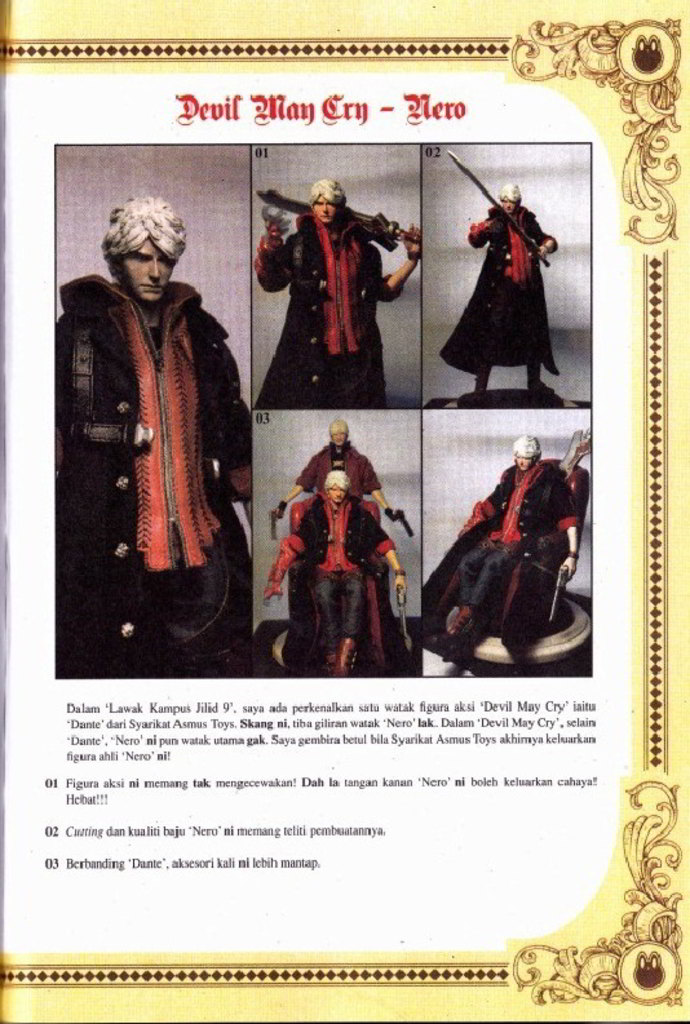 Devil May Cry - Nero
01
02
03
Dalam 'Lawak Kampus Jilid 9', saya ada perkenalkan satu watak figura aksi 'Devil May Cry' iaitu
'Dante' dari Syarikat Asmus Toys. Skang ni, tiba giliran watak 'Nero' lak. Dalam 'Devil May Cry', selain
'Dante', 'Nero' ni pun watak utama gak. Saya gembira betul bila Syarikat Asmus Toys akhirnya keluarkan
figura ahli 'Nero' ni!
01 Figura aksi ni memang tak mengecewakan! Dah la tangan kanan 'Nero' ni boleh keluarkan cahaya!
Hebat!!!
02 Cutting dan kualiti baju 'Nero' ni memang teliti pembuatannya.
03 Berbanding 'Dante', aksesori kali ni lebih mantap.